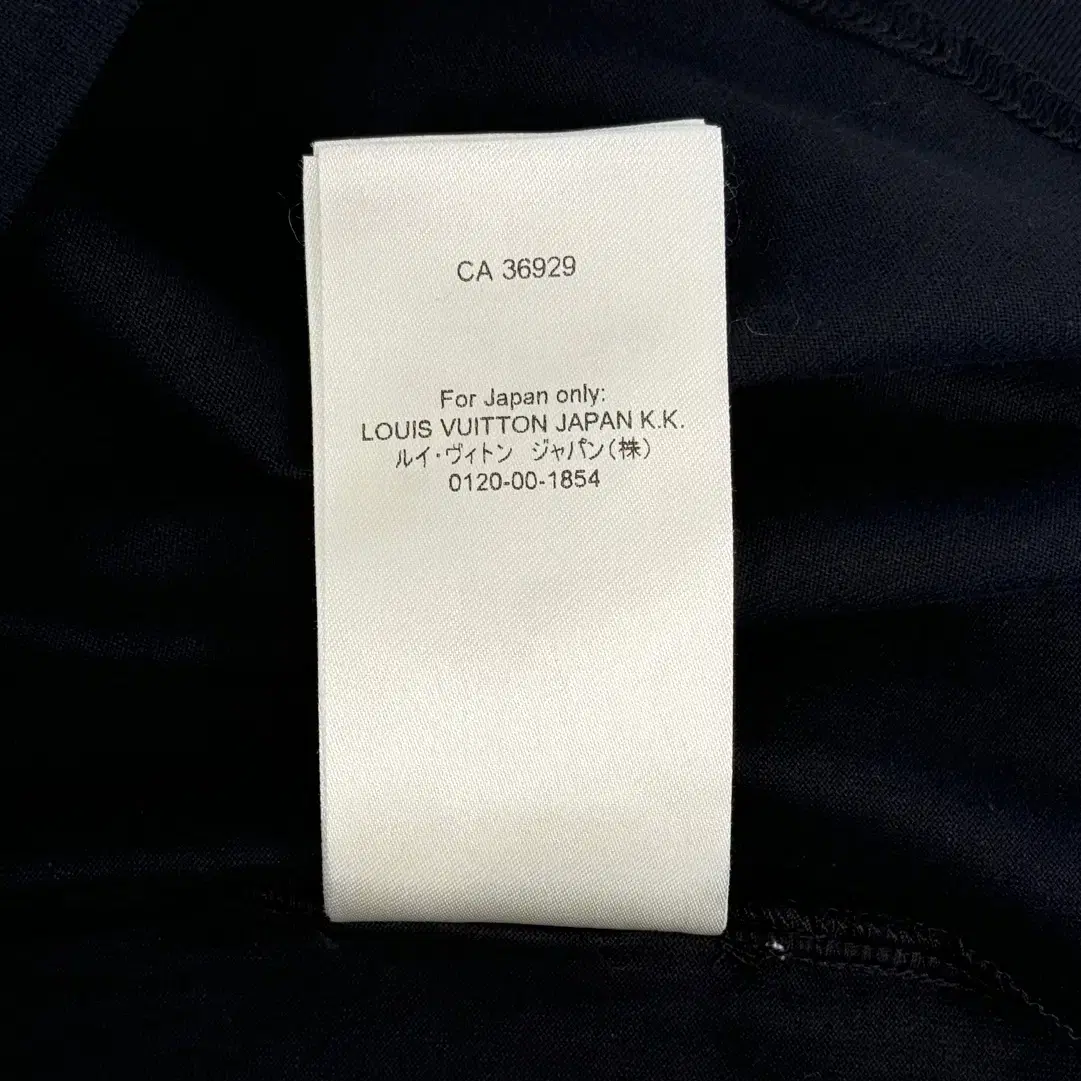 CA 36929
For Japan only:
LOUIS VUITTON JAPAN K.K.
ルイ・ヴィトン ジャパン(株)
0120-00-1854